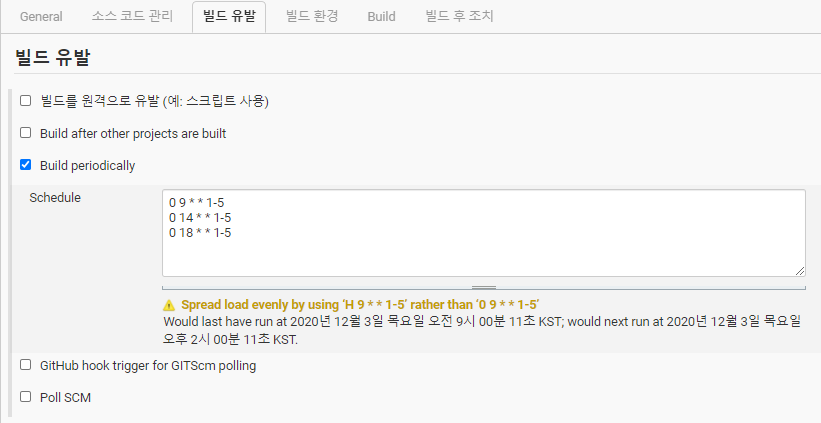 General 소스 코드 관리 빌드 유발 빌드 환경 Build 빌드 후 조치
빌드 유발
빌드를 원격으로 유발 (예: 스크립트 사용)
Build after other projects are built
Build periodically
Schedule
0 9 * * 1-5
0 14 * * 1-5
0 18 * * 1-5
Spread load evenly by using ‘H 9 * * 1-5’ rather than ‘0 9 * * 1-5’
Would last have run at 2020년 12월 3일 목요일 오전 9시 00분 11초 KST; would next run at 2020년 12월 3일 목요일
오후 2시 00분 11초 KST.
GitHub hook trigger for GITScm polling
Poll SCM